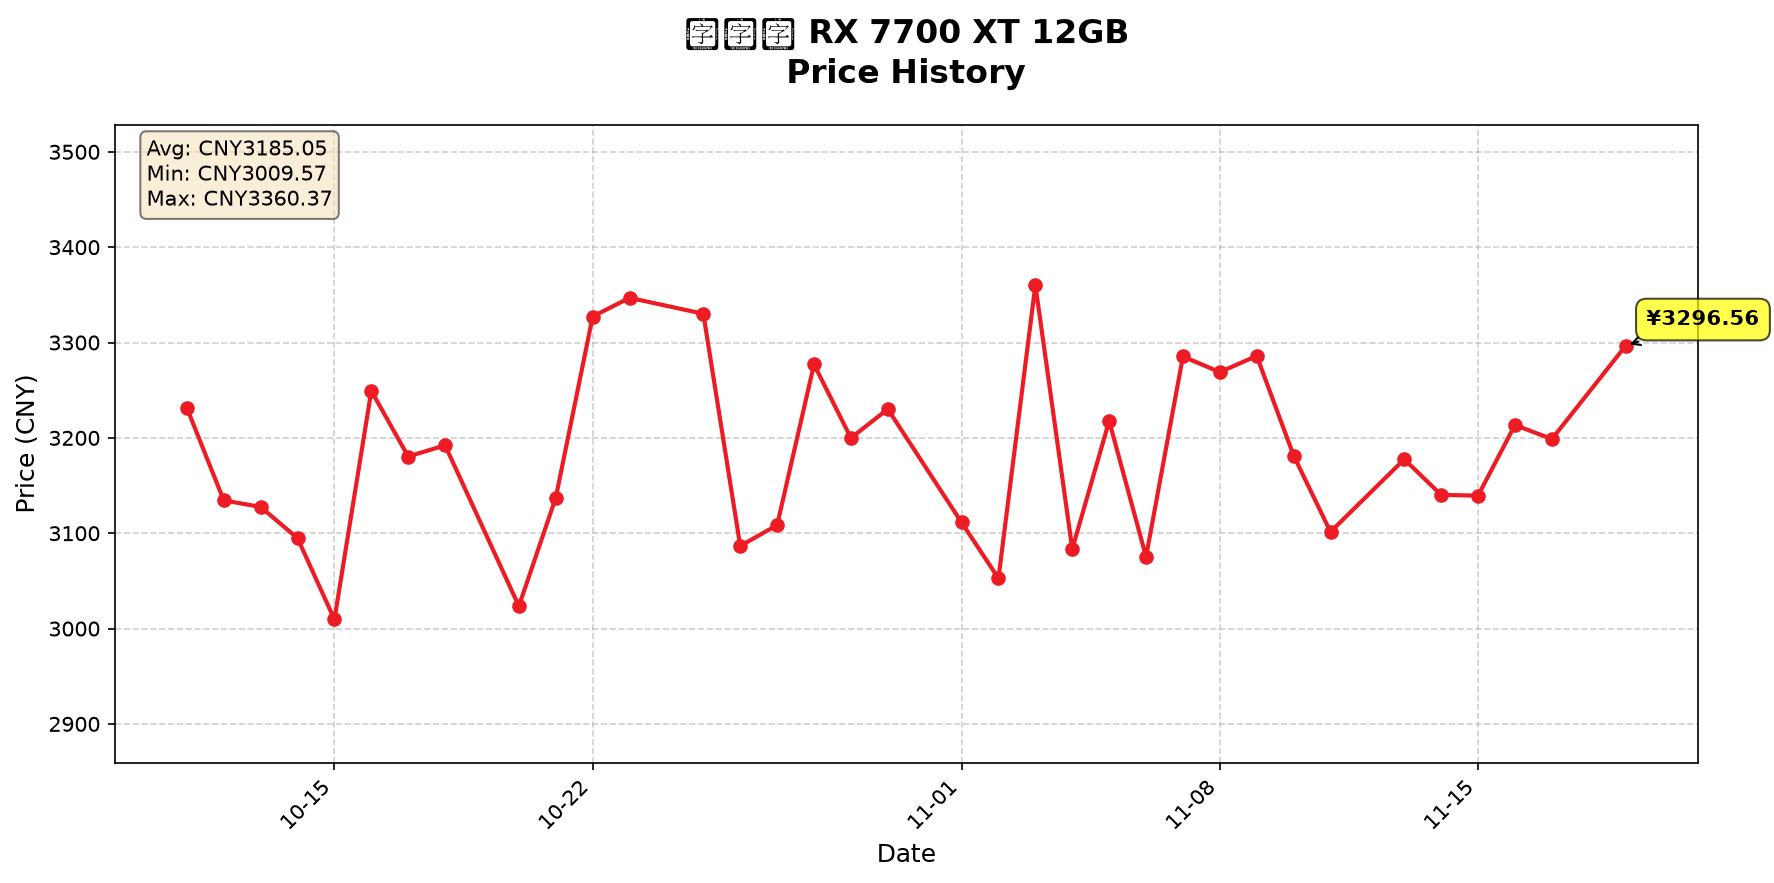 RX 7700 XT 12GB
Price History
Avg: CNY3185.05
Min: CNY3009.57
Max: CNY3360.37
¥3296.56
3500
3400
3300
3200
3100
3000
2900
Price (CNY)
10-15
10-22
11-01
11-08
11-15
Date